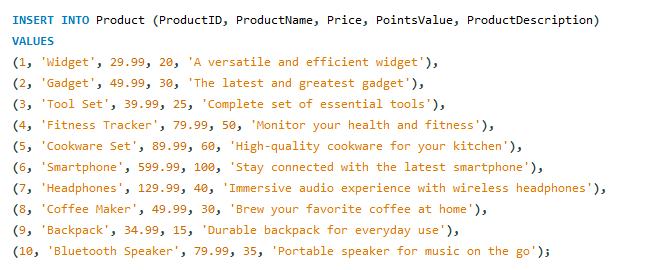 INSERT INTO Product (ProductID, ProductName, Price, PointsValue, ProductDescription)
VALUES
(1, 'Widget', 29.99, 20, 'A versatile and efficient widget'),
(2, 'Gadget', 49.99, 30, 'The latest and greatest gadget'),
(3, 'Tool Set', 39.99, 25, 'Complete set of essential tools'),
(4, 'Fitness Tracker', 79.99, 50, 'Monitor your health and fitness'),
(5, 'Cookware Set', 89.99, 60, 'High-quality cookware for your kitchen'),
(6, 'Smartphone', 599.99, 100, 'Stay connected with the latest smartphone'),
(7, 'Headphones', 129.99, 40, 'Immersive audio experience with wireless headphones'),
(8, 'Coffee Maker', 49.99, 30, 'Brew your favorite coffee at home'),
(9, 'Backpack', 34.99, 15, 'Durable backpack for everyday use'),
(10, 'Bluetooth Speaker', 79.99, 35, 'Portable speaker for music on the go');